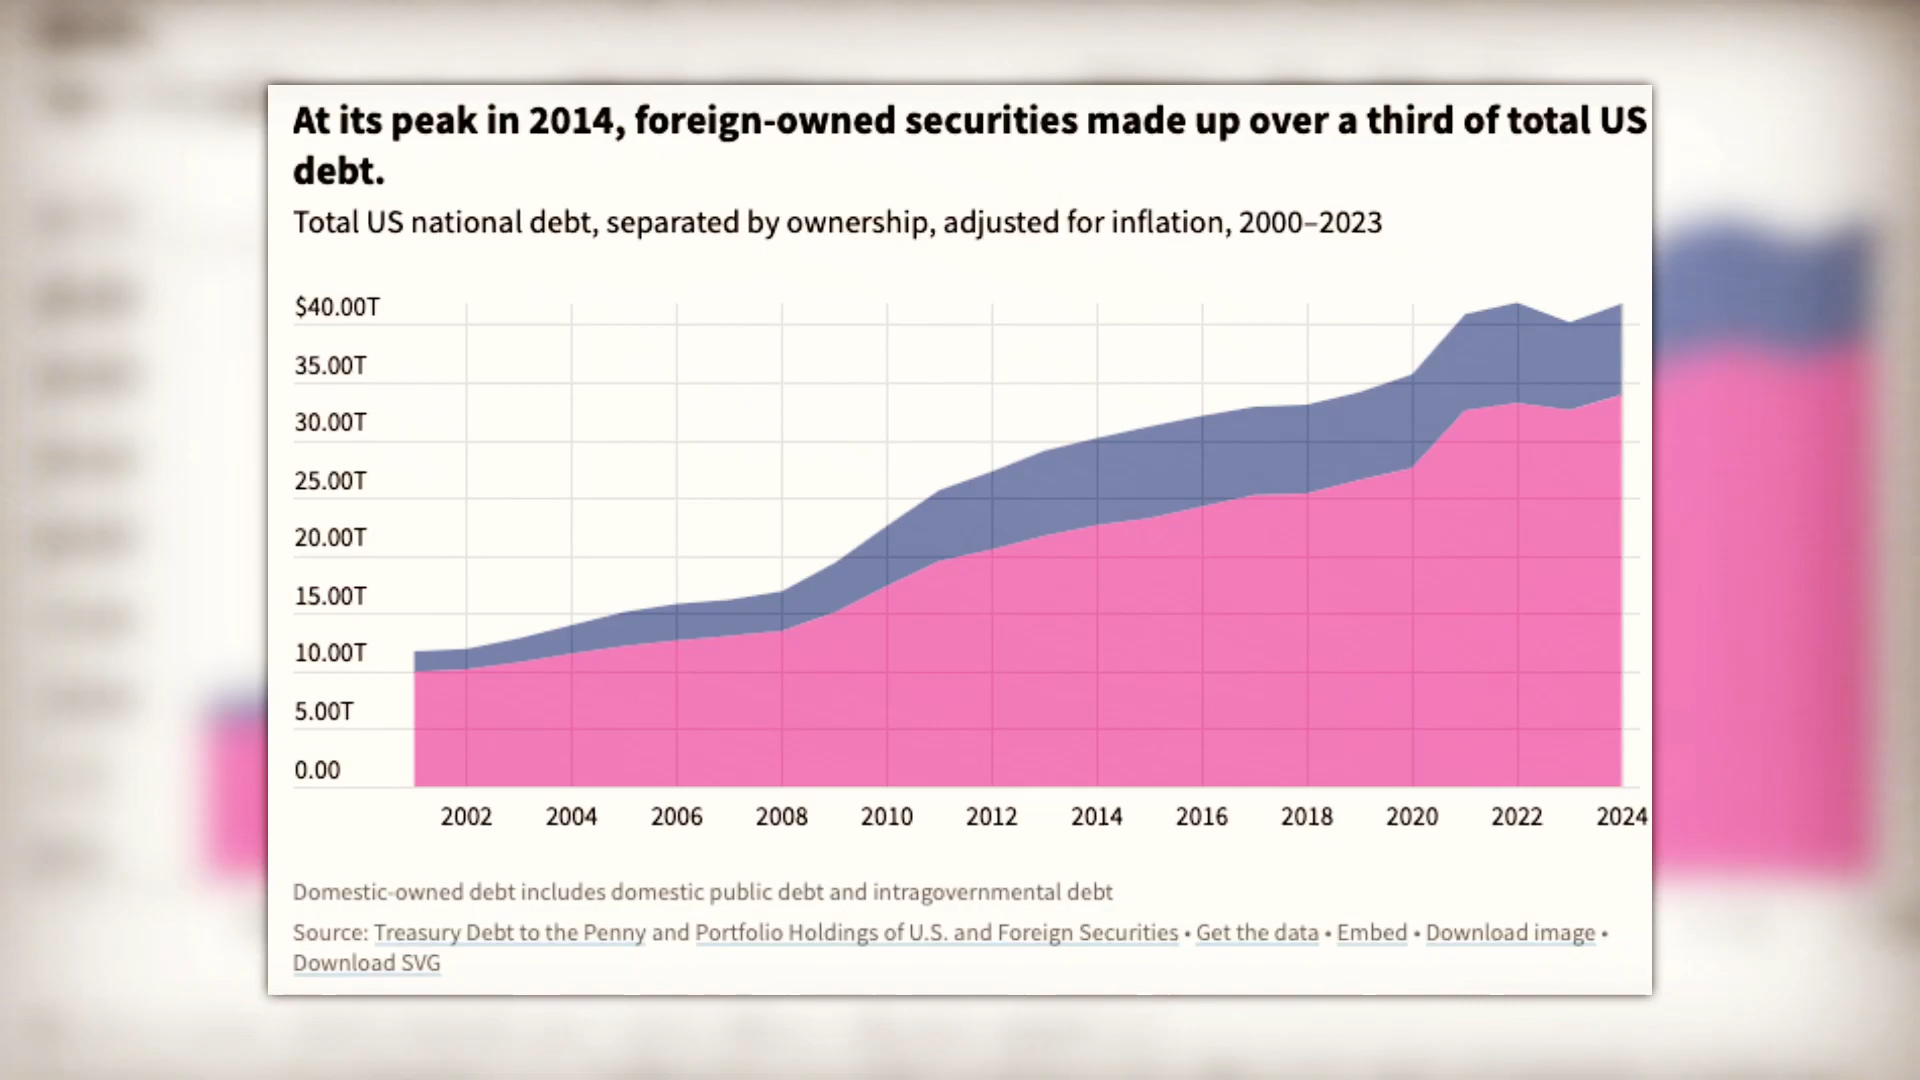 At its peak in 2014, foreign-owned securities made up over a third of total US
debt.
Total US national debt, separated by ownership, adjusted for inflation, 2000–2023
$40.00T
35.00T
30.00T
25.00T
20.00T
15.00T
10.00T
5.00T
0.00
2002 2004 2006 2008 2010 2012 2014 2016 2018 2020 2022 2024
Domestic-owned debt includes domestic public debt and intragovernmental debt
Source: Treasury Debt to the Penny and Portfolio Holdings of U.S. and Foreign Securities • Get the data • Embed • Download image •
Download SVG